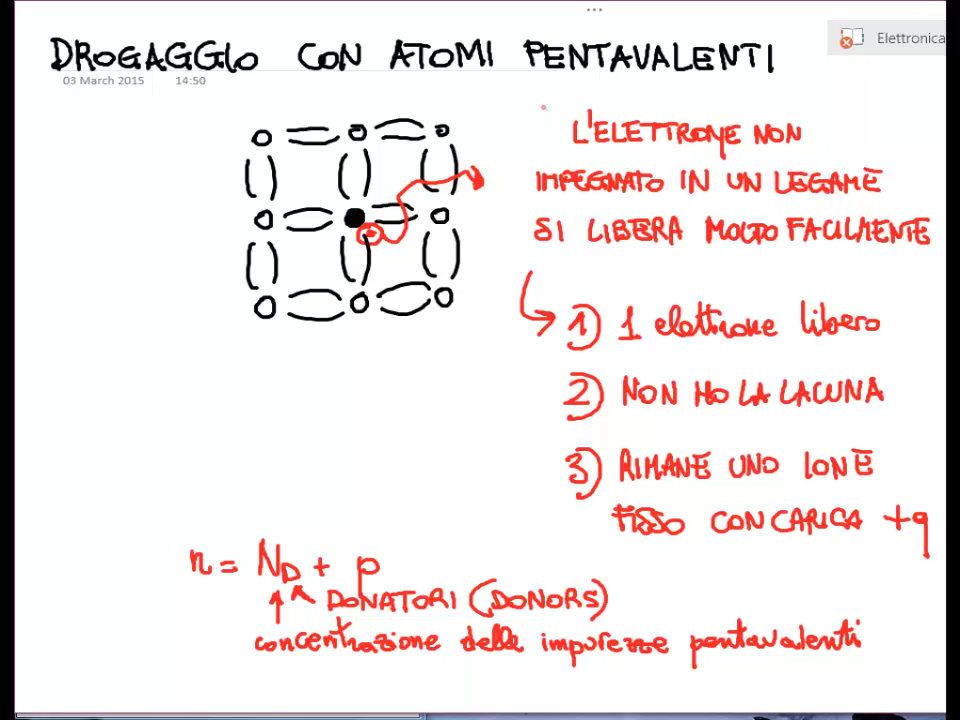 DROGAGGIO CON ATOMI PENTAVALENTI
Elettronica
03 March 2015 14:50
L'ELETTRONE NON
IMPEGNATO IN UN LEGAME
SI LIBERA MOLTO FACILMENTE
1) 1 elettrone libero
2) NON HO LA LACUNA
3) RIMANE UNO IONE
FISSO CON CARICA +q
n = ND + p
DONATORI (DONORS)
concentrazione delle impurezze pentavalenti